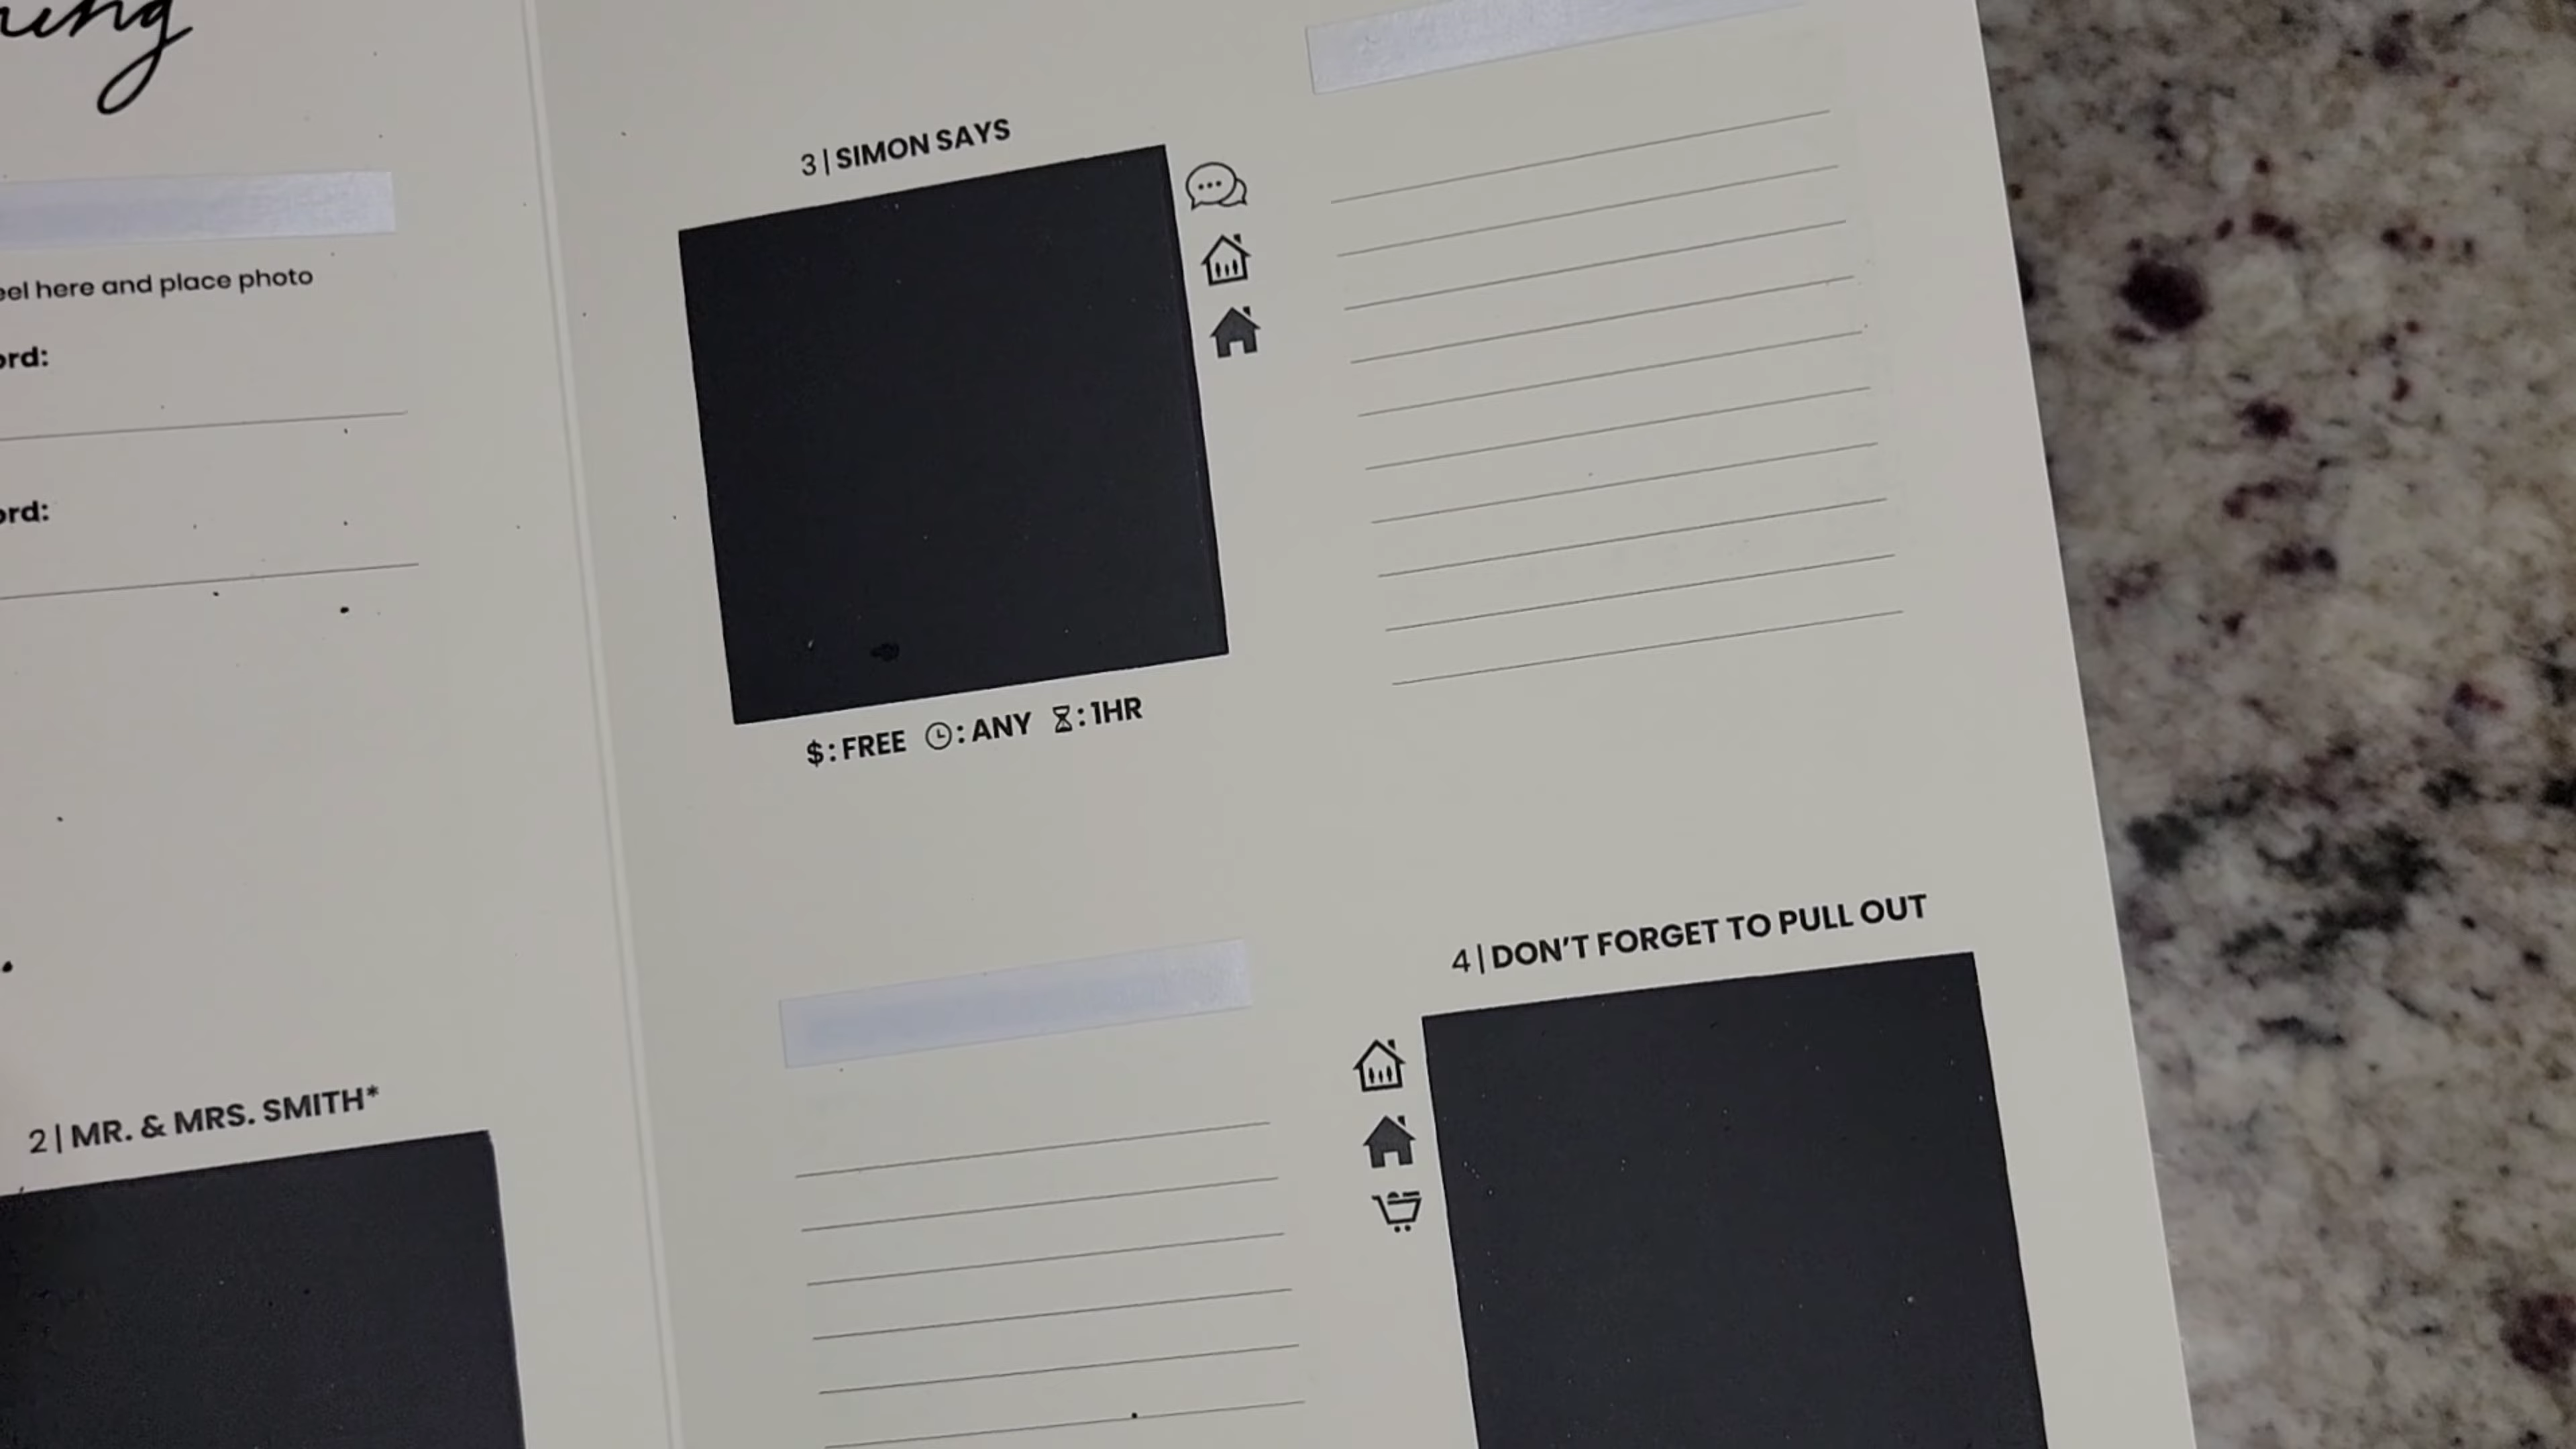 eel here and place photo
ord:
ord:
2 | MR. & MRS. SMITH*
3 | SIMON SAYS
$: FREE : ANY : 1HR
4 | DON'T FORGET TO PULL OUT